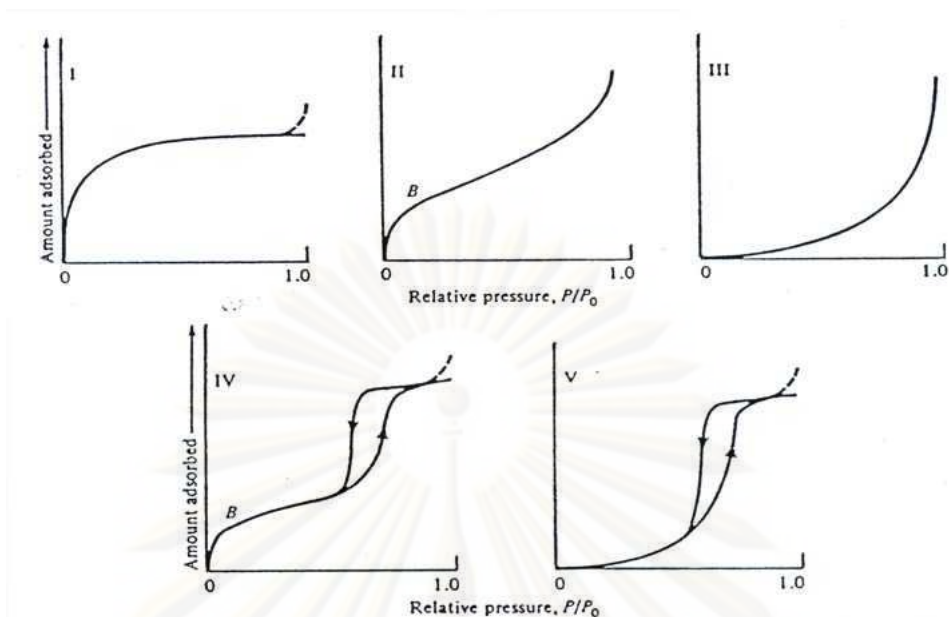 I
II
III
Amount adsorbed
B
0
1.0
0
1.0
0
1.0
Relative pressure, P/P₀
IV
V
Amount adsorbed
B
0
1.0
0
1.0
Relative pressure, P/P₀